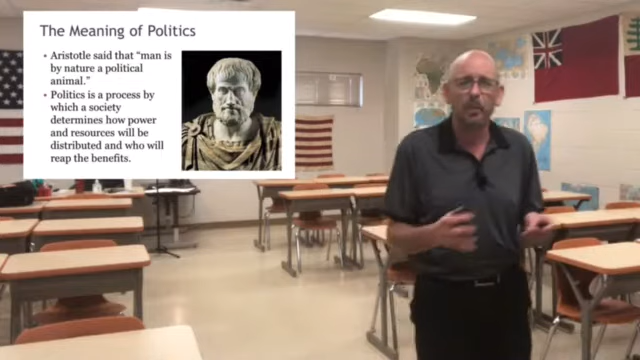 The Meaning of Politics
• Aristotle said that “man is
by nature a political
animal.”
• Politics is a process by
which a society
determines how power
and resources will be
distributed and who will
reap the benefits.